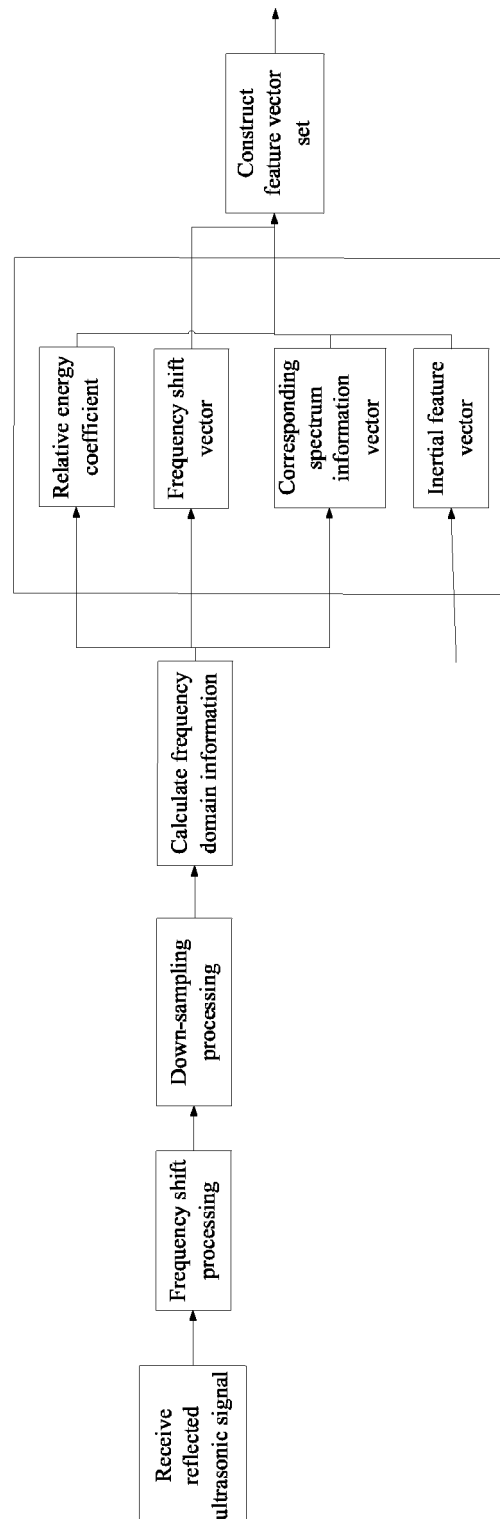 Receive
reflected
ultrasonic signal
Frequency shift
processing
Down-sampling
processing
Calculate frequency
domain information
Relative energy
coefficient
Frequency shift
vector
Corresponding
spectrum
information
vector
Inertial feature
vector
Construct
feature vector
set